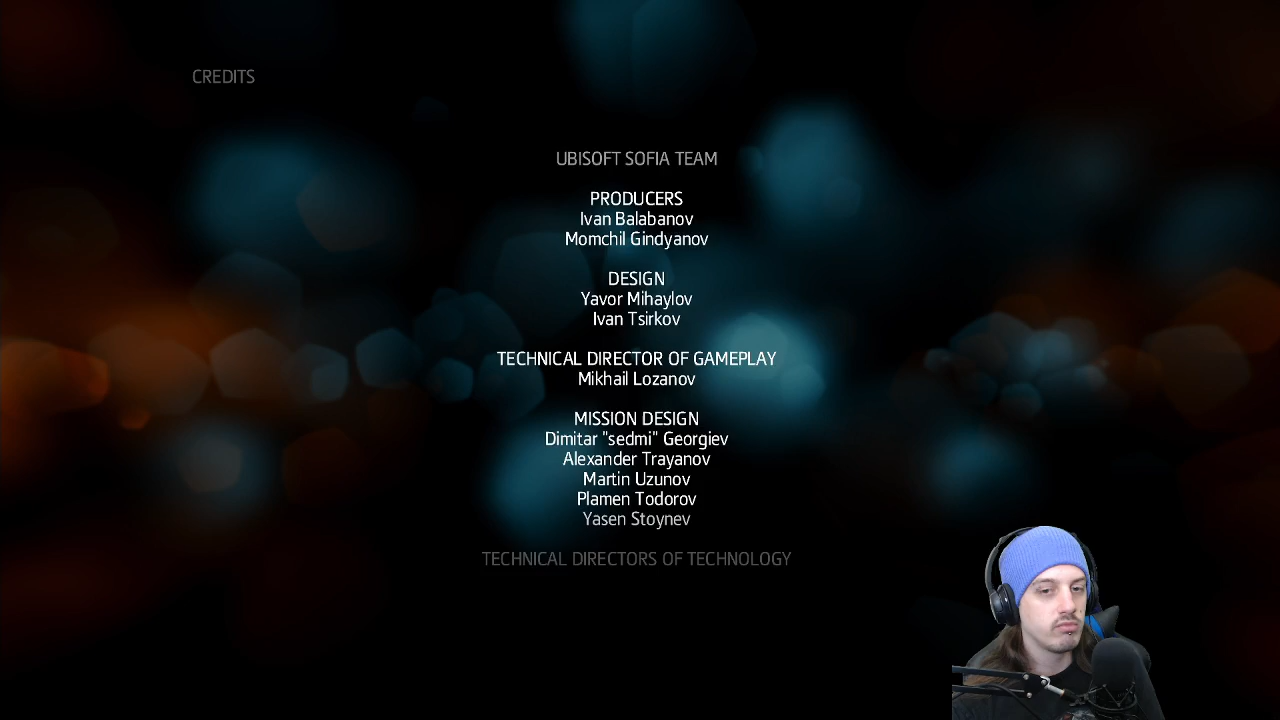 CREDITS
UBISOFT SOFIA TEAM
PRODUCERS
Ivan Balabanov
Momchil Gindyanov
DESIGN
Yavor Mihaylov
Ivan Tsirkov
TECHNICAL DIRECTOR OF GAMEPLAY
Mikhail Lozanov
MISSION DESIGN
Dimitar "sedmi" Georgiev
Alexander Trayanov
Martin Uzunov
Plamen Todorov
Yasen Stoynev
TECHNICAL DIRECTORS OF TECHNOLOGY